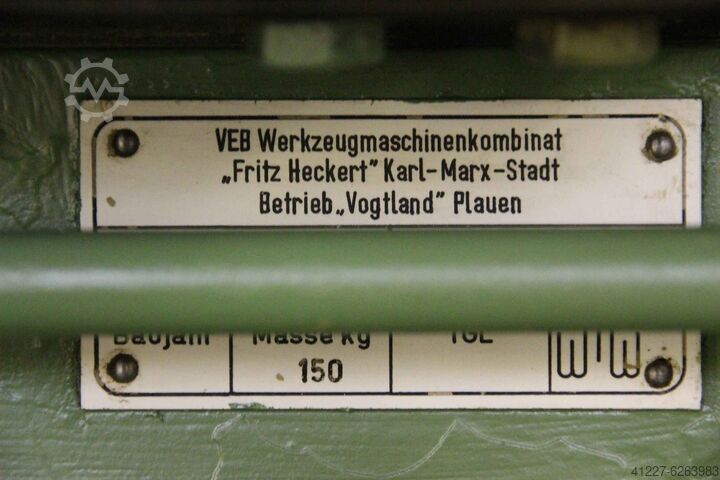 VEB Werkzeugmaschinenkombinat
„Fritz Heckert" Karl-Marx-Stadt
Betrieb „Vogtland" Plauen
Baujahr Masse kg TGL
150
41227-6263983